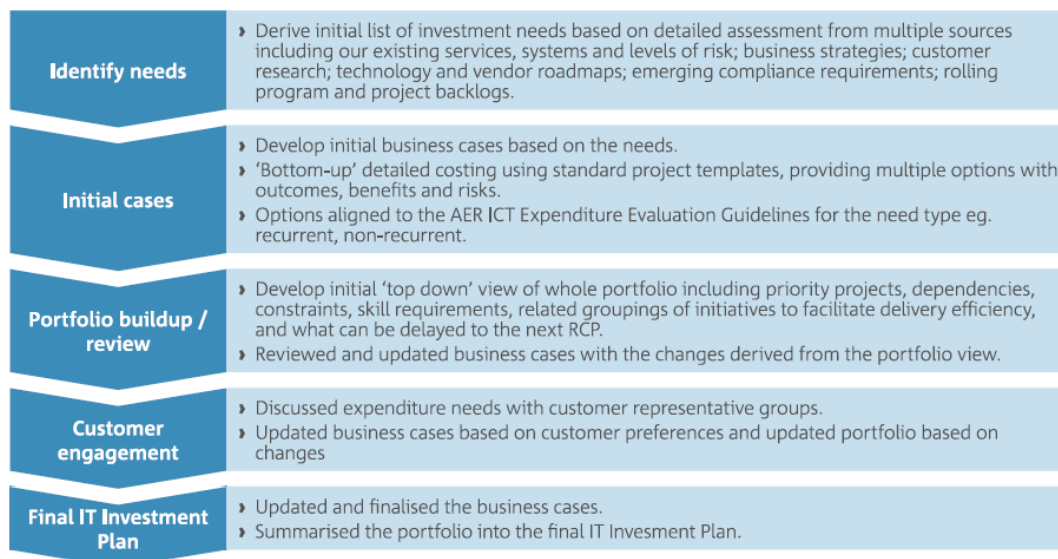 Identify needs
› Derive initial list of investment needs based on detailed assessment from multiple sources
including our existing services, systems and levels of risk; business strategies; customer
research; technology and vendor roadmaps; emerging compliance requirements; rolling
program and project backlogs.
Initial cases
› Develop initial business cases based on the needs.
› ‘Bottom-up’ detailed costing using standard project templates, providing multiple options with
outcomes, benefits and risks.
› Options aligned to the AER ICT Expenditure Evaluation Guidelines for the need type eg.
recurrent, non-recurrent.
Portfolio buildup /
review
› Develop initial ‘top down’ view of whole portfolio including priority projects, dependencies,
constraints, skill requirements, related groupings of initiatives to facilitate delivery efficiency,
and what can be delayed to the next RCP.
› Reviewed and updated business cases with the changes derived from the portfolio view.
Customer
engagement
› Discussed expenditure needs with customer representative groups.
› Updated business cases based on customer preferences and updated portfolio based on
changes
Final IT Investment
Plan
› Updated and finalised the business cases.
› Summarised the portfolio into the final IT Invesment Plan.